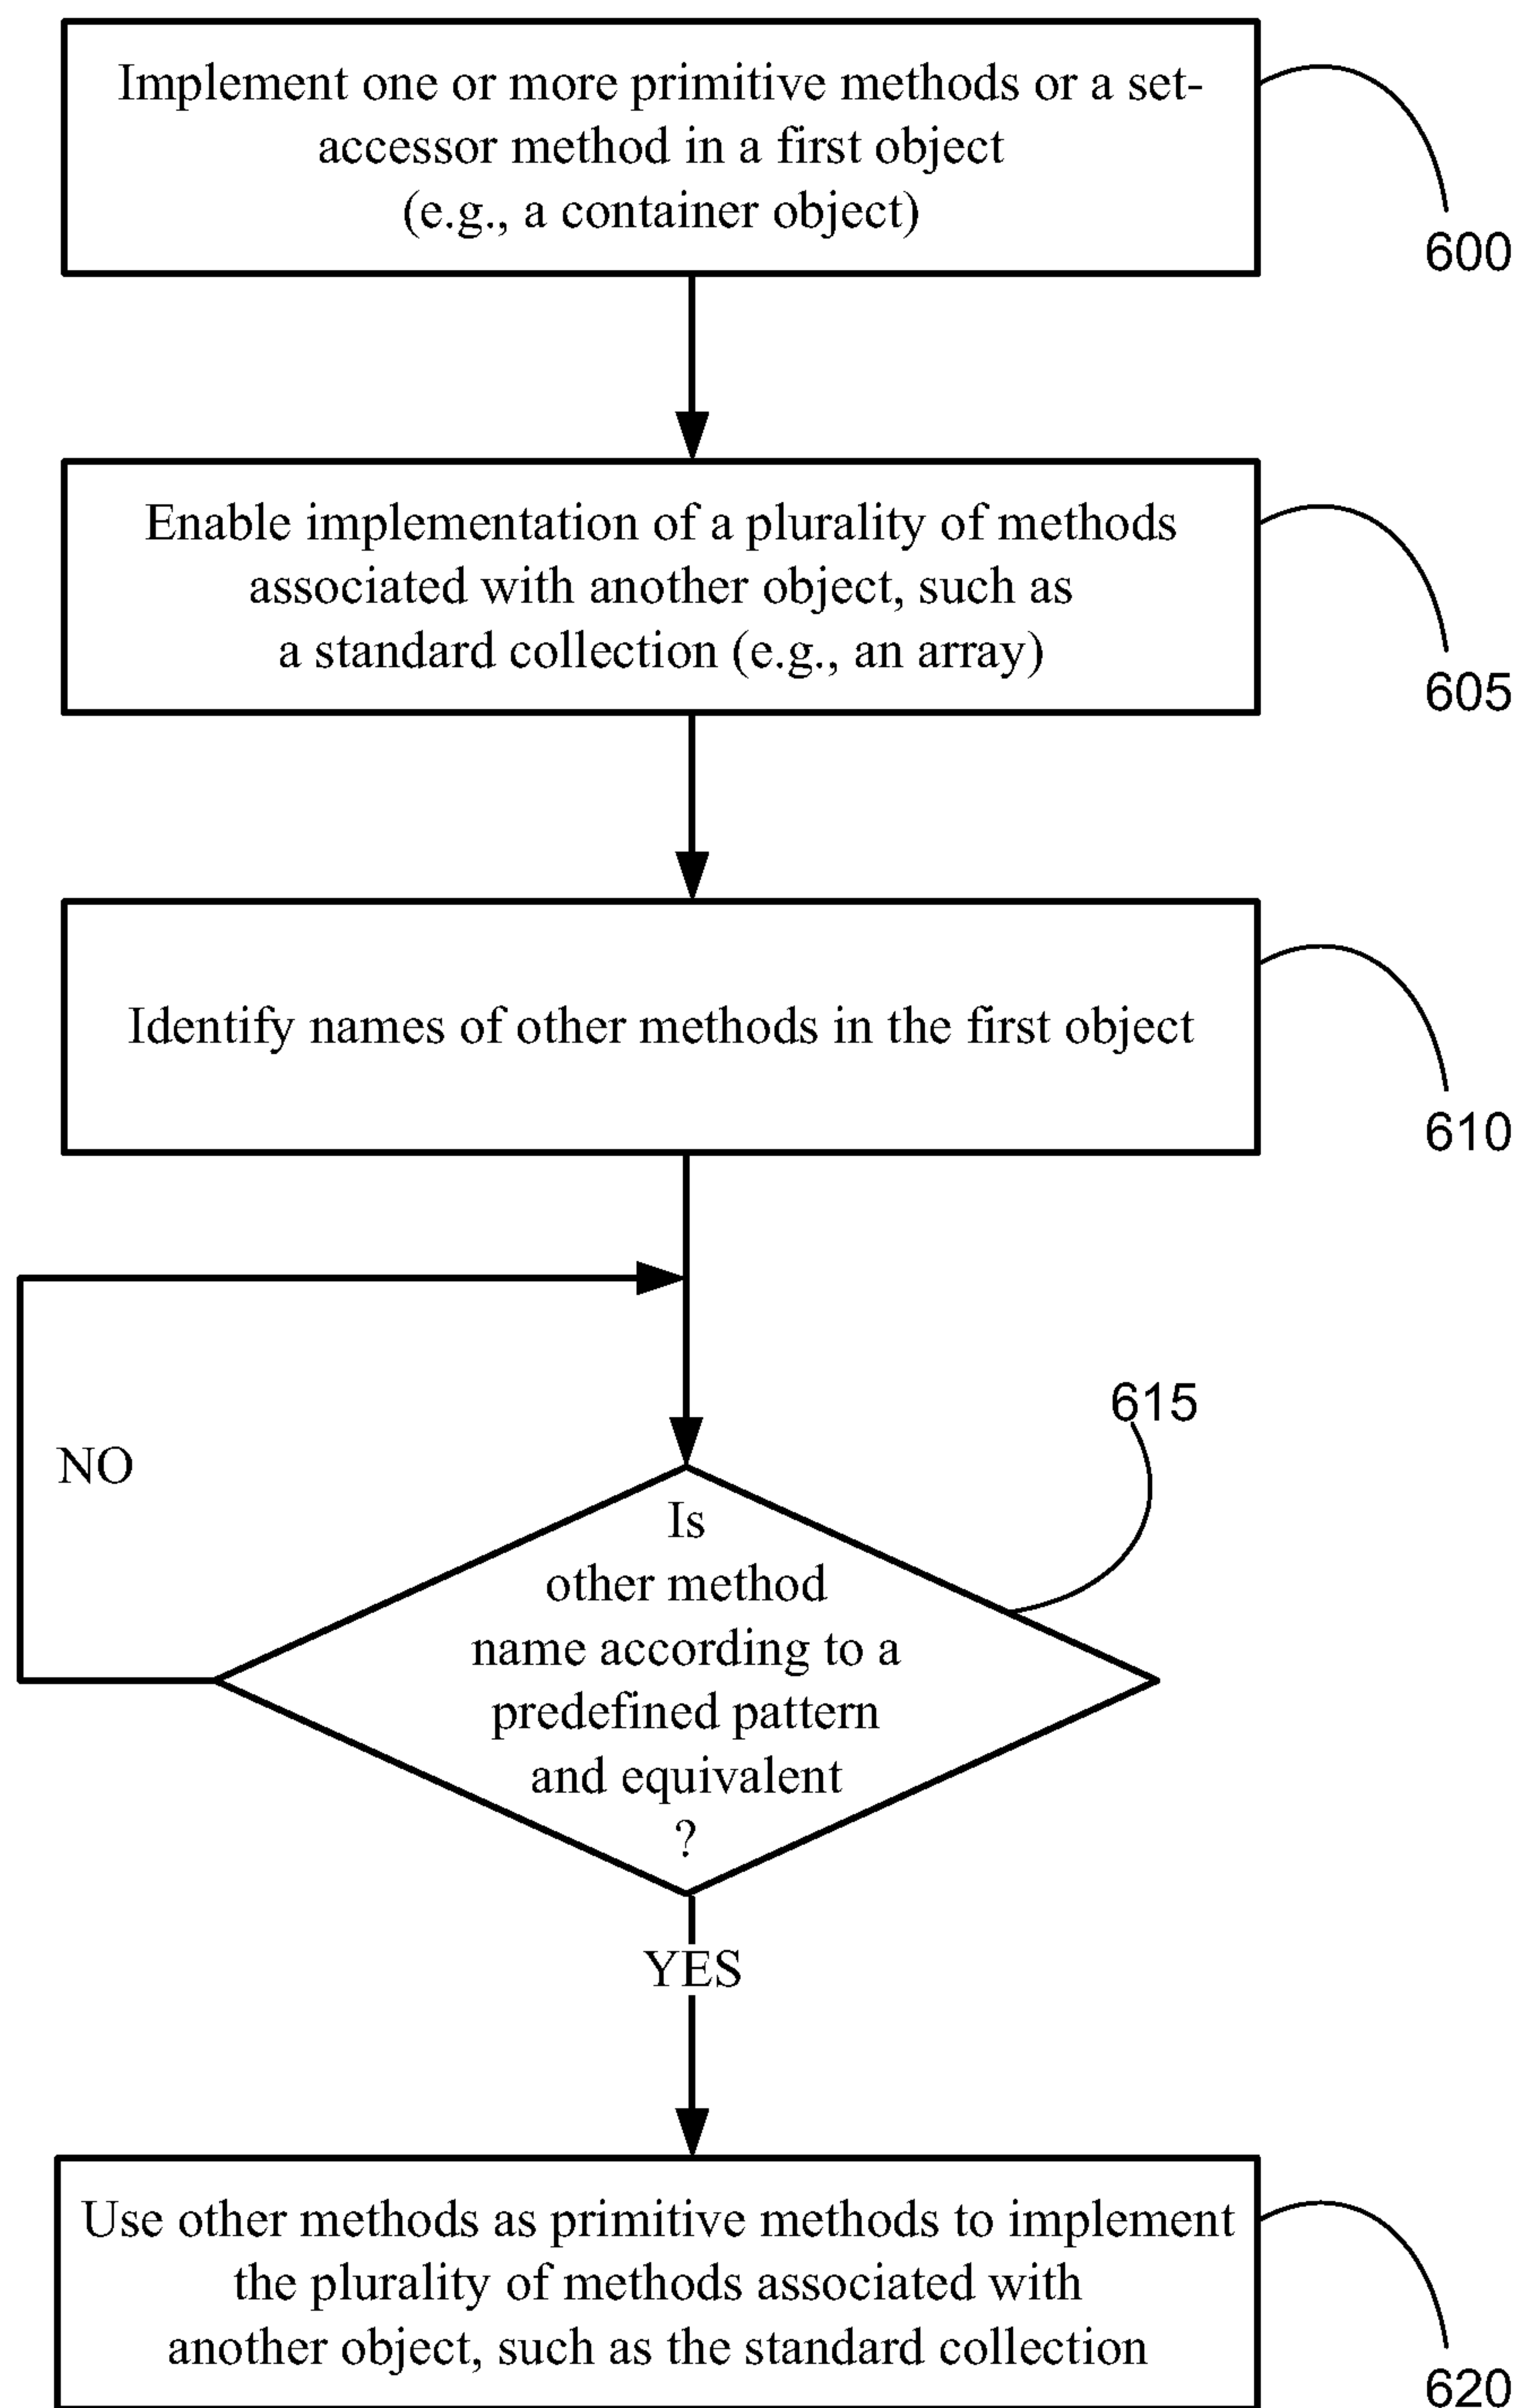 Implement one or more primitive methods or a set-
accessor method in a first object
(e.g., a container object)
600
Enable implementation of a plurality of methods
associated with another object, such as
a standard collection (e.g., an array)
605
Identify names of other methods in the first object
610
615
NO
Is
other method
name according to a
predefined pattern
and equivalent
?
YES
Use other methods as primitive methods to implement
the plurality of methods associated with
another object, such as the standard collection
620